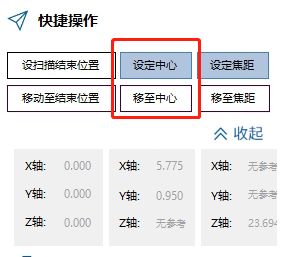 快捷操作
设扫描结束位置 设定中心 设定焦距
移动至结束位置 移至中心 移至焦距
收起
X轴: 0.000 X轴: 5.775 X轴: 无参考
Y轴: 0.000 Y轴: 0.950 Y轴: 无参考
Z轴: 0.000 Z轴: 无参考 Z轴: 23.694